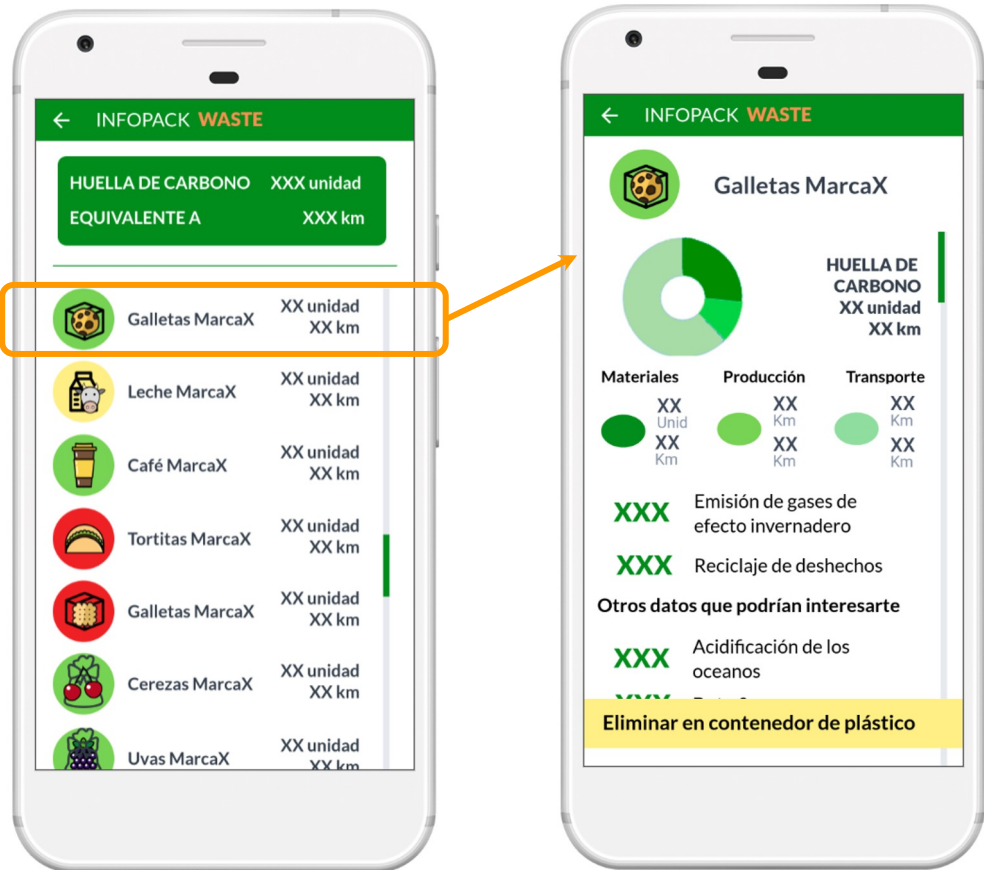 INFOPACK WASTE
HUELLA DE CARBONO XXX unidad
EQUIVALENTE A XXX km
Galletas MarcaX XX unidad
XX km
Leche MarcaX XX unidad
XX km
Café MarcaX XX unidad
XX km
Tortitas MarcaX XX unidad
XX km
Galletas MarcaX XX unidad
XX km
Cerezas MarcaX XX unidad
XX km
Uvas MarcaX XX unidad
XX km
INFOPACK WASTE
Galletas MarcaX
HUELLA DE
CARBONO
XX unidad
XX km
Materiales Producción Transporte
XX XX XX
Unid Km Km
XX XX XX
Km Km Km
XXX Emisión de gases de
efecto invernadero
XXX Reciclaje de deshechos
Otros datos que podrían interesarte
XXX Acidificación de los
oceanos
Eliminar en contenedor de plástico